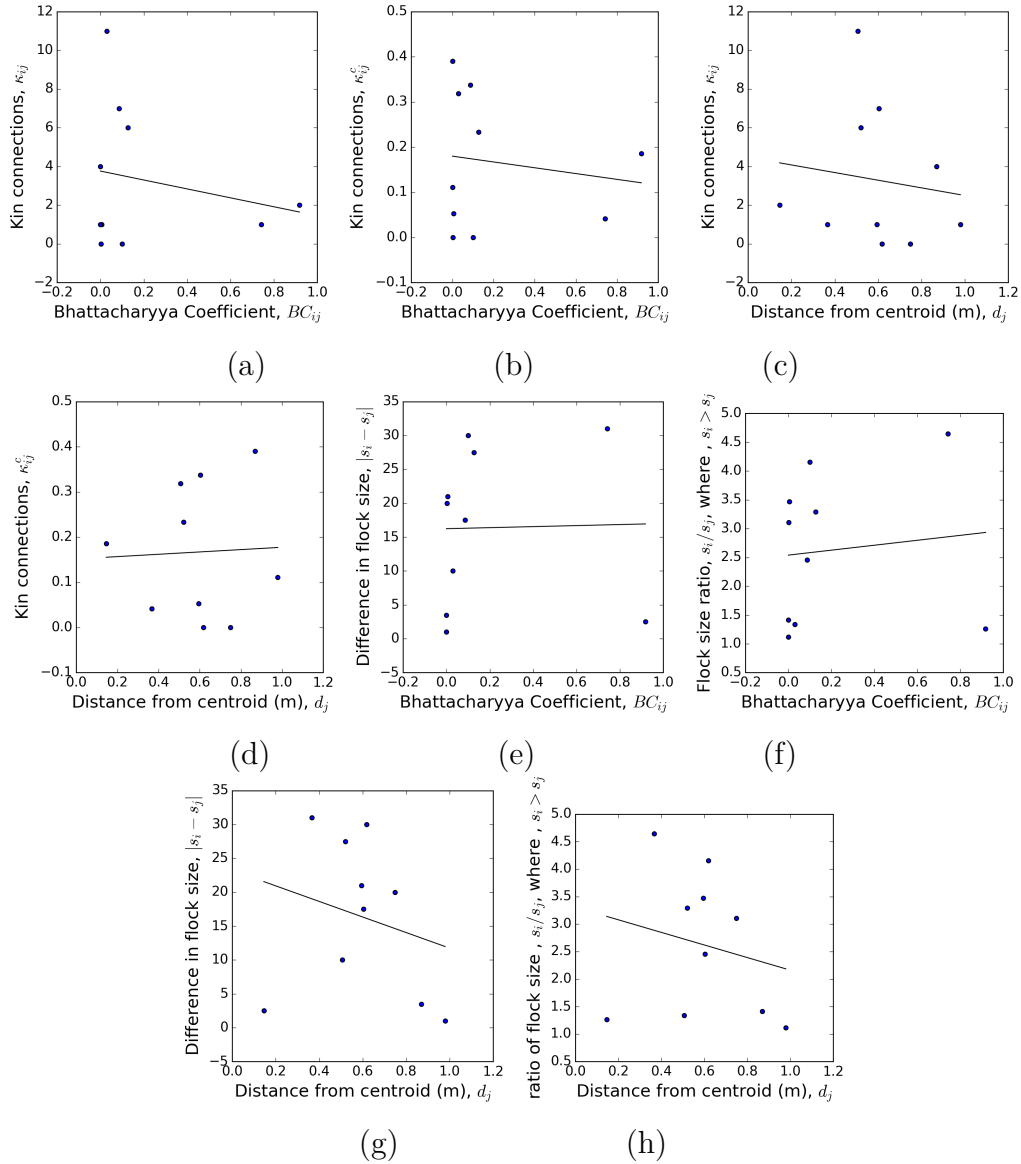 12
10
8
6
4
2
0
−2
Kin connections, κij
−0.2 0.0 0.2 0.4 0.6 0.8 1.0
Bhattacharyya Coefficient, BCij
(a)
0.5
0.4
0.3
0.2
0.1
0.0
−0.1
Kin connections, κᶜij
−0.2 0.0 0.2 0.4 0.6 0.8 1.0
Bhattacharyya Coefficient, BCij
(b)
12
10
8
6
4
2
0
−2
Kin connections, κij
0.0 0.2 0.4 0.6 0.8 1.0 1.2
Distance from centroid (m), dj
(c)
0.5
0.4
0.3
0.2
0.1
0.0
−0.1
Kin connections, κᶜij
0.0 0.2 0.4 0.6 0.8 1.0 1.2
Distance from centroid (m), dj
(d)
35
30
25
20
15
10
5
0
−5
Difference in flock size, |si − sj|
−0.2 0.0 0.2 0.4 0.6 0.8 1.0
Bhattacharyya Coefficient, BCij
(e)
5.0
4.5
4.0
3.5
3.0
2.5
2.0
1.5
1.0
0.5
Flock size ratio, si/sj, where , si > sj
−0.2 0.0 0.2 0.4 0.6 0.8 1.0
Bhattacharyya Coefficient, BCij
(f)
35
30
25
20
15
10
5
0
−5
Difference in flock size, |si − sj|
0.0 0.2 0.4 0.6 0.8 1.0 1.2
Distance from centroid (m), dj
(g)
5.0
4.5
4.0
3.5
3.0
2.5
2.0
1.5
1.0
0.5
ratio of flock size , si/sj, where , si > sj
0.0 0.2 0.4 0.6 0.8 1.0 1.2
Distance from centroid (m), dj
(h)